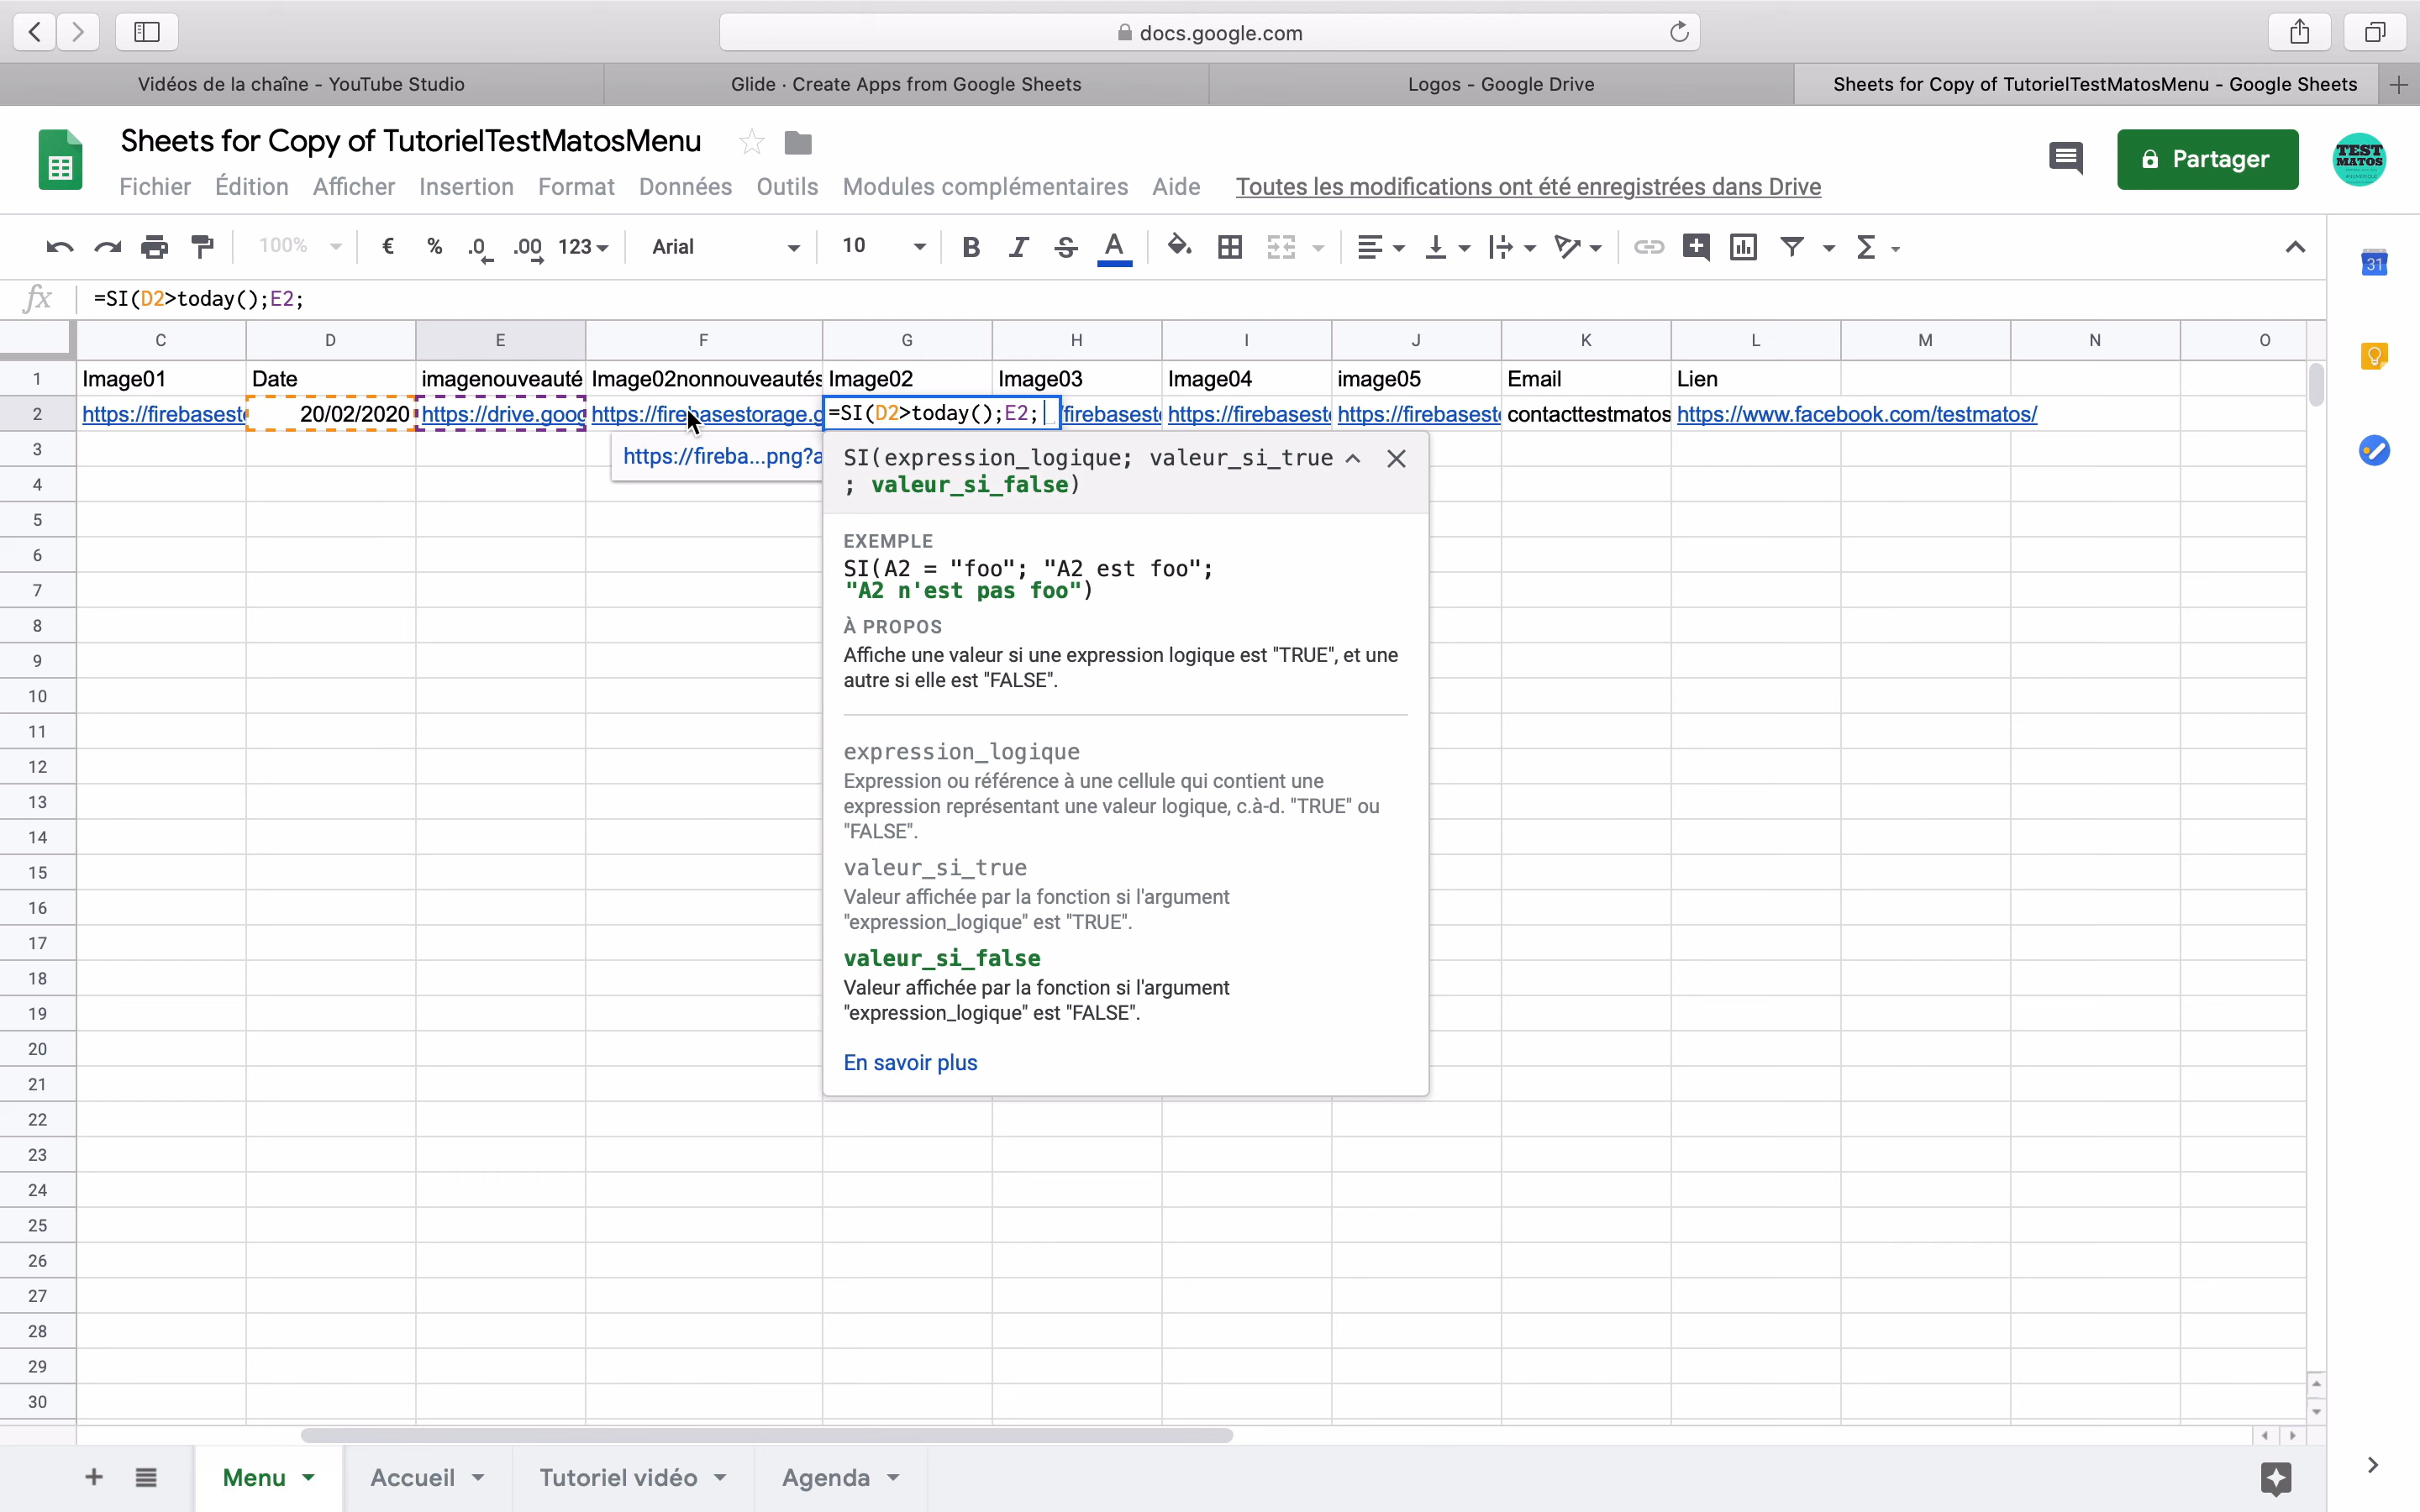 docs.google.com
Vidéos de la chaîne - YouTube Studio
Glide · Create Apps from Google Sheets
Logos - Google Drive
Sheets for Copy of TutorielTestMatosMenu - Google Sheets
Sheets for Copy of TutorielTestMatosMenu
Partager
TEST
MATOS
Fichier Édition Afficher Insertion Format Données Outils Modules complémentaires Aide Toutes les modifications ont été enregistrées dans Drive
100% € % .0 .00 123 Arial 10 B I S A 31
fx =SI(D2>today();E2;
C D E F G H I J K L M N O
1 Image01 Date imagenouveauté Image02nonnouveautés Image02 Image03 Image04 image05 Email Lien
2 https://firebasest 20/02/2020 https://drive.goog https://firebasestorage.g =SI(D2>today();E2; /firebasest https://firebasest https://firebasest contacttestmatos https://www.facebook.com/testmatos/
3 https://fireba...png?a SI(expression_logique; valeur_si_true
4 ; valeur_si_false)
5
EXEMPLE
6 SI(A2 = "foo"; "A2 est foo";
7 "A2 n'est pas foo")
8 À PROPOS
9 Affiche une valeur si une expression logique est "TRUE", et une
10 autre si elle est "FALSE".
11
12 expression_logique
Expression ou référence à une cellule qui contient une
13 expression représentant une valeur logique, c.à-d. "TRUE" ou
14 "FALSE".
15 valeur_si_true
16 Valeur affichée par la fonction si l'argument
17 "expression_logique" est "TRUE".
18 valeur_si_false
Valeur affichée par la fonction si l'argument
19 "expression_logique" est "FALSE".
20 En savoir plus
21
22
23
24
25
26
27
28
29
30
Menu Accueil Tutoriel vidéo Agenda